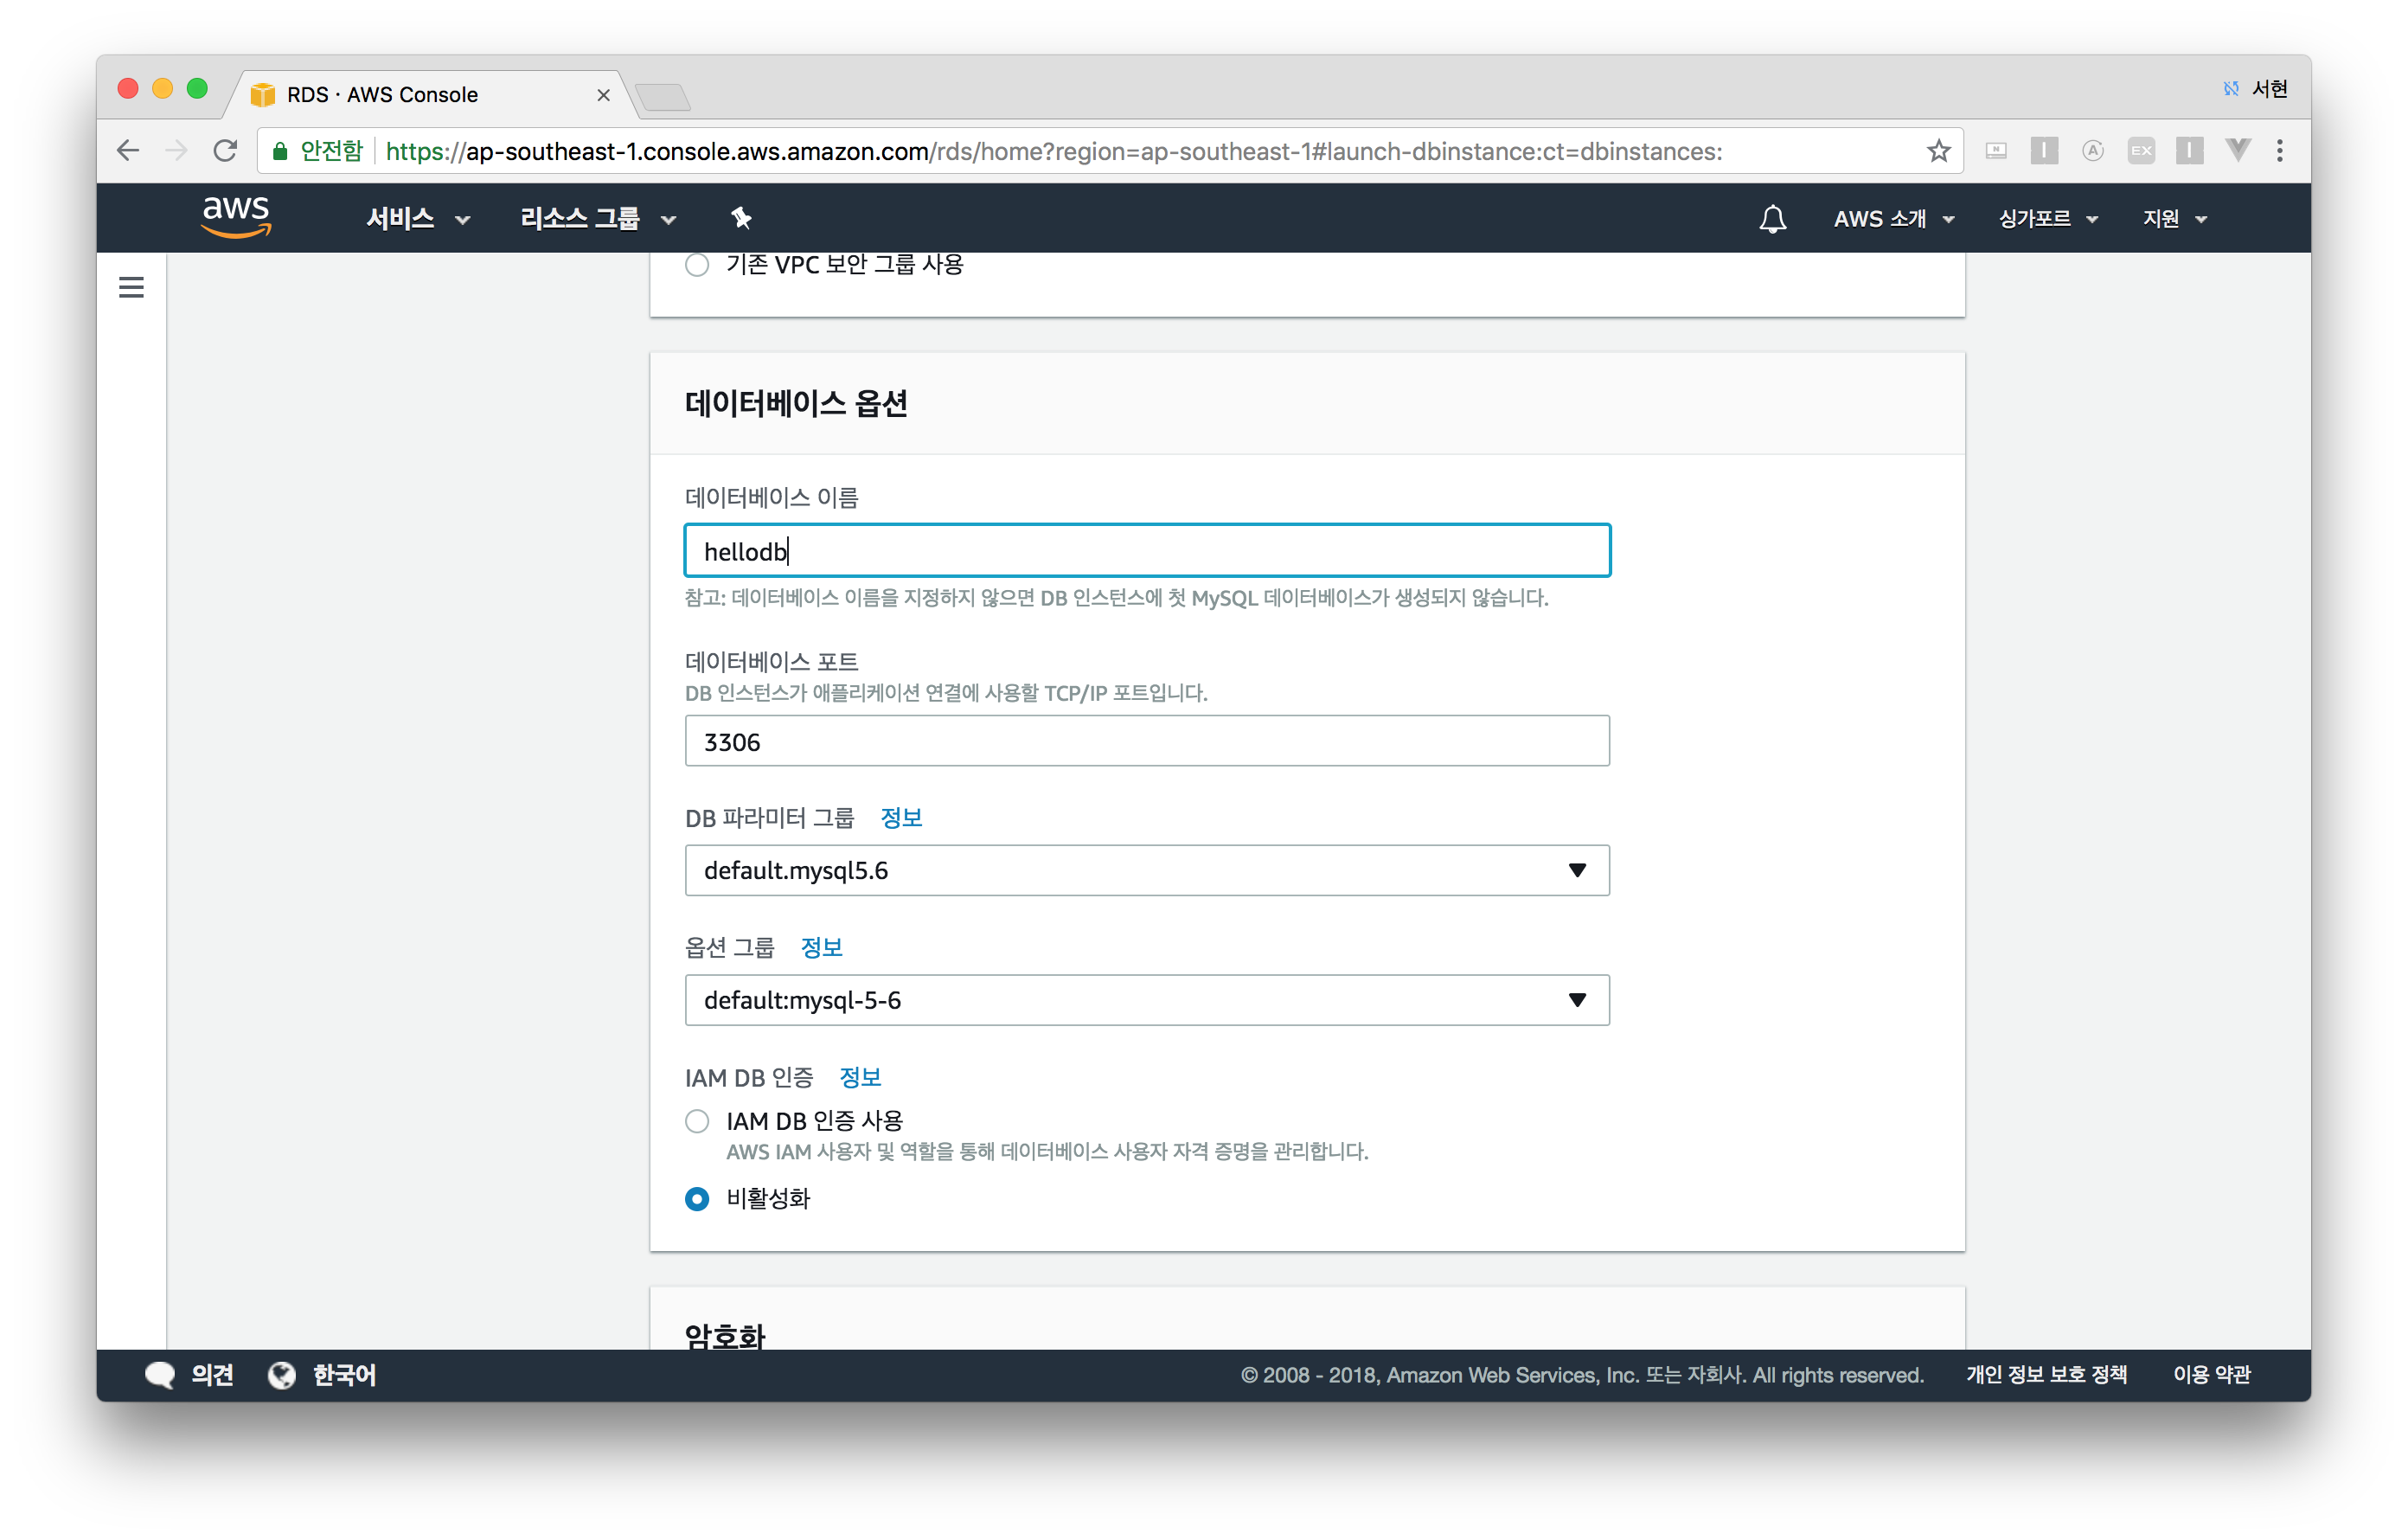 RDS · AWS Console
서현
안전함 https://ap-southeast-1.console.aws.amazon.com/rds/home?region=ap-southeast-1#launch-dbinstance:ct=dbinstances:
EX
aws 서비스 리소스 그룹 AWS 소개 싱가포르 지원
기존 VPC 보안 그룹 사용
데이터베이스 옵션
데이터베이스 이름
hellodb
참고: 데이터베이스 이름을 지정하지 않으면 DB 인스턴스에 첫 MySQL 데이터베이스가 생성되지 않습니다.
데이터베이스 포트
DB 인스턴스가 애플리케이션 연결에 사용할 TCP/IP 포트입니다.
3306
DB 파라미터 그룹 정보
default.mysql5.6
옵션 그룹 정보
default:mysql-5-6
IAM DB 인증 정보
IAM DB 인증 사용
AWS IAM 사용자 및 역할을 통해 데이터베이스 사용자 자격 증명을 관리합니다.
비활성화
암호화
의견 한국어 © 2008 - 2018, Amazon Web Services, Inc. 또는 자회사. All rights reserved. 개인 정보 보호 정책 이용 약관